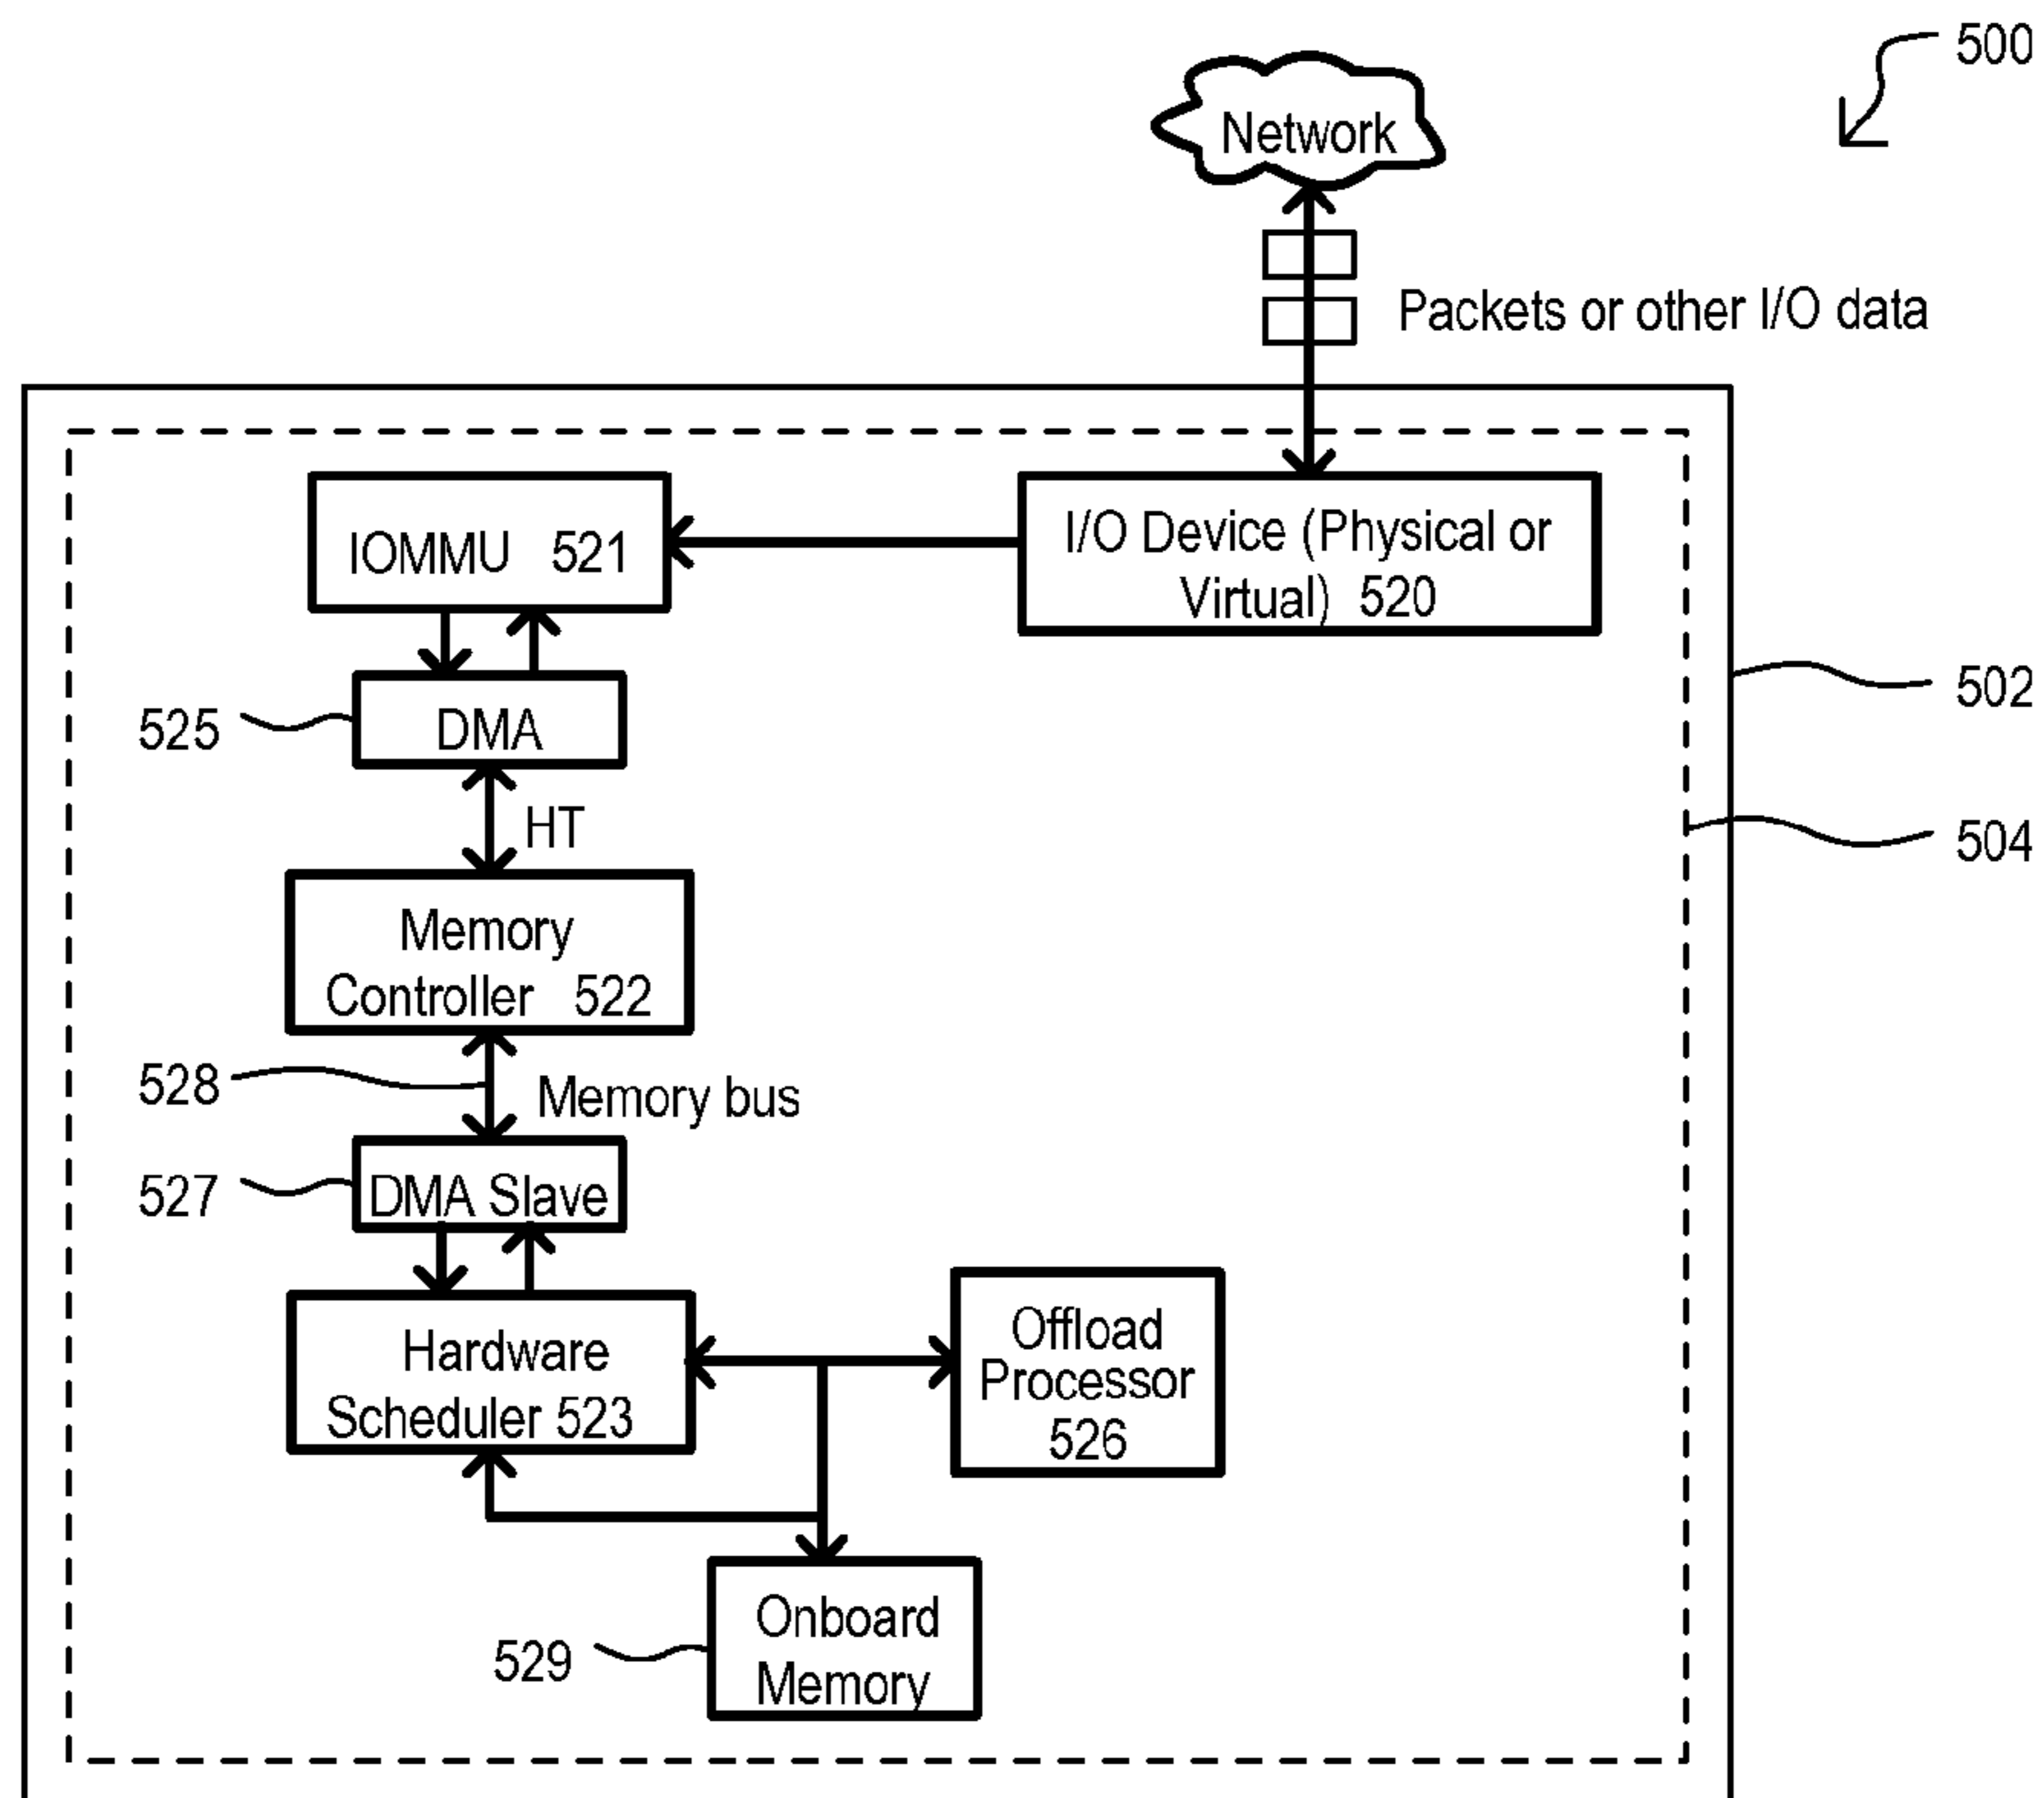 500
Network
Packets or other I/O data
IOMMU 521
I/O Device (Physical or
Virtual) 520
502
525
DMA
HT
504
Memory
Controller 522
528
Memory bus
527
DMA Slave
Hardware
Scheduler 523
Offload
Processor
526
Onboard
Memory
529